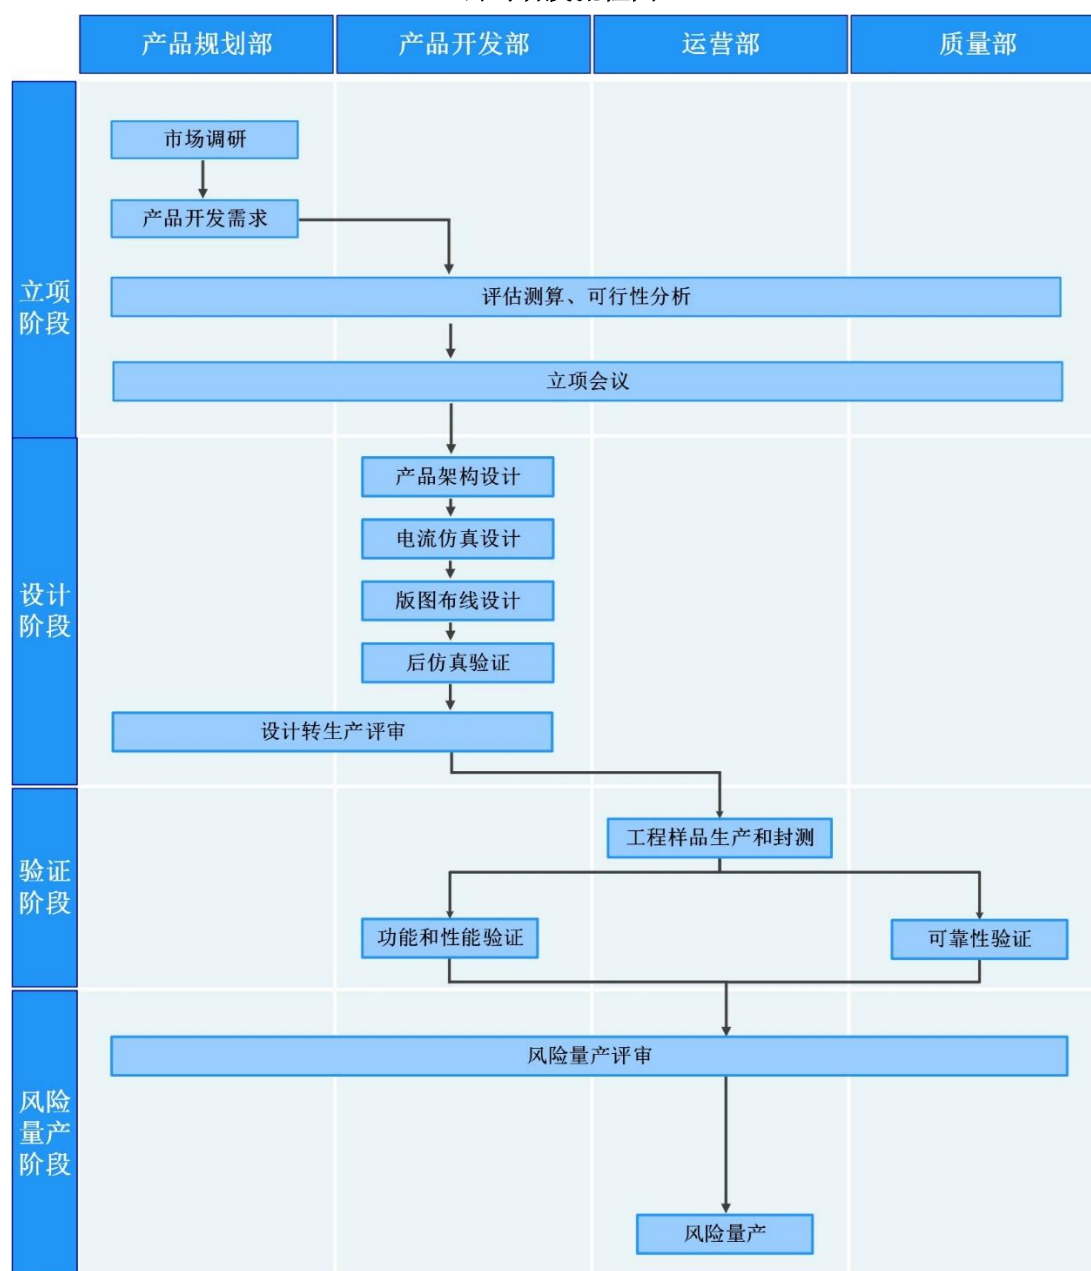 产品规划部
产品开发部
运营部
质量部
立项
阶段
市场调研
产品开发需求
评估测算、可行性分析
立项会议
设计
阶段
产品架构设计
电流仿真设计
版图布线设计
后仿真验证
设计转生产评审
验证
阶段
工程样品生产和封测
功能和性能验证
可靠性验证
风险
量产
阶段
风险量产评审
风险量产